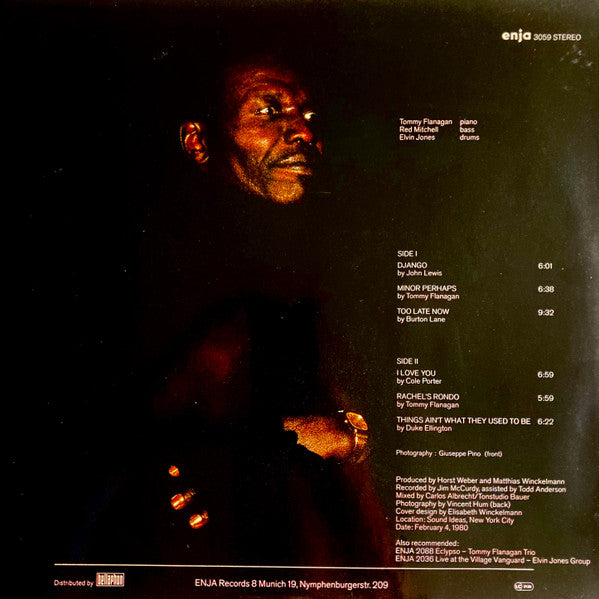 enja 3059 STEREO
Tommy Flanagan piano
Red Mitchell bass
Elvin Jones drums
SIDE I
DJANGO 6:01
by John Lewis
MINOR PERHAPS 6:38
by Tommy Flanagan
TOO LATE NOW 9:32
by Burton Lane
SIDE II
I LOVE YOU 6:59
by Cole Porter
RACHEL'S RONDO 5:59
by Tommy Flanagan
THINGS AIN'T WHAT THEY USED TO BE 6:22
by Duke Ellington
Photography : Giuseppe Pino (front)
Produced by Horst Weber and Matthias Winckelmann
Recorded by Jim McCurdy, assisted by Todd Anderson
Mixed by Carlos Albrecht/Tonstudio Bauer
Photography by Vincent Hum (back)
Cover design by Elisabeth Winckelmann
Location: Sound Ideas, New York City
Date: February 4, 1980
Also recommended:
ENJA 2088 Eclypso – Tommy Flanagan Trio
ENJA 2036 Live at the Village Vanguard – Elvin Jones Group
Distributed by bellaphon ENJA Records 8 Munich 19, Nymphenburgerstr. 209